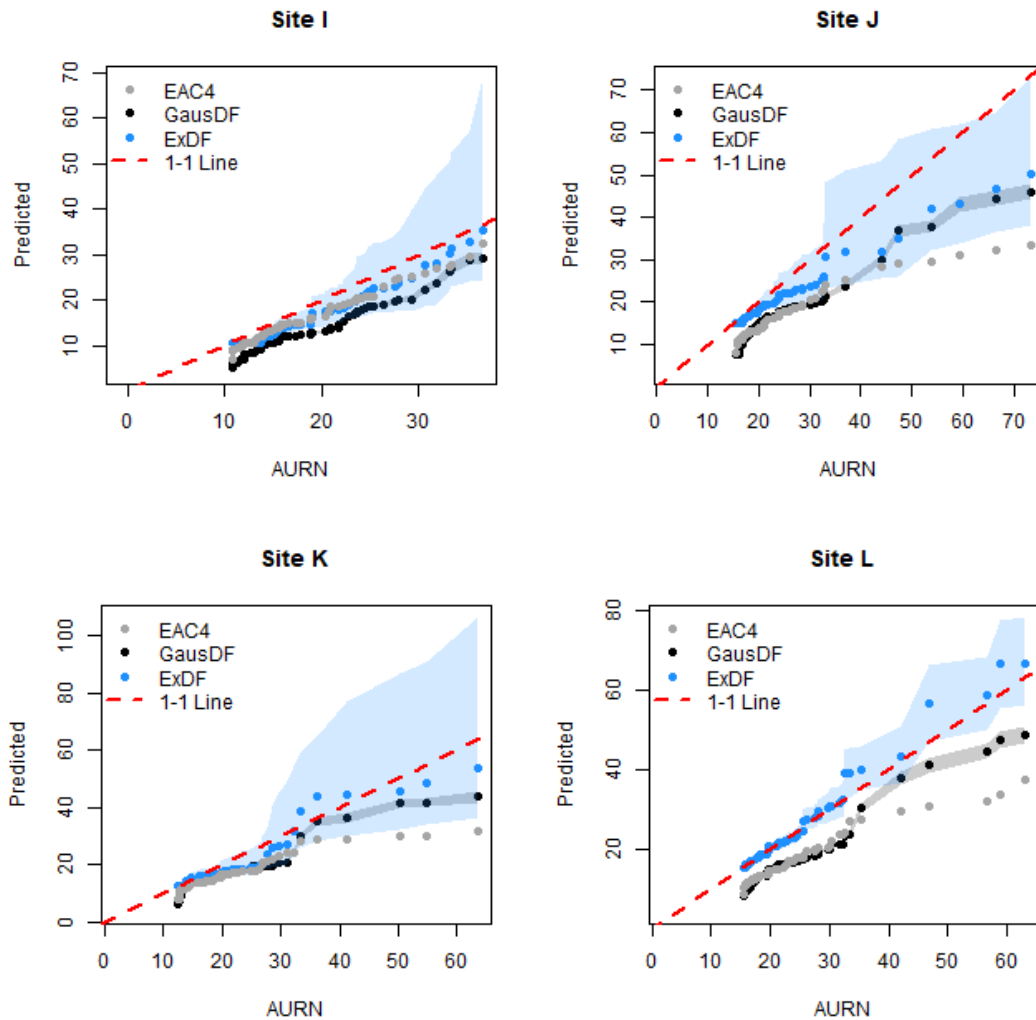 Site I
70
60
50
40
30
20
10
Predicted
EAC4
GausDF
ExDF
1-1 Line
0 10 20 30
AURN
Site J
70
60
50
40
30
20
10
Predicted
EAC4
GausDF
ExDF
1-1 Line
0 10 20 30 40 50 60 70
AURN
Site K
100
80
60
40
20
0
Predicted
EAC4
GausDF
ExDF
1-1 Line
0 10 20 30 40 50 60
AURN
Site L
80
60
40
20
Predicted
EAC4
GausDF
ExDF
1-1 Line
0 10 20 30 40 50 60
AURN